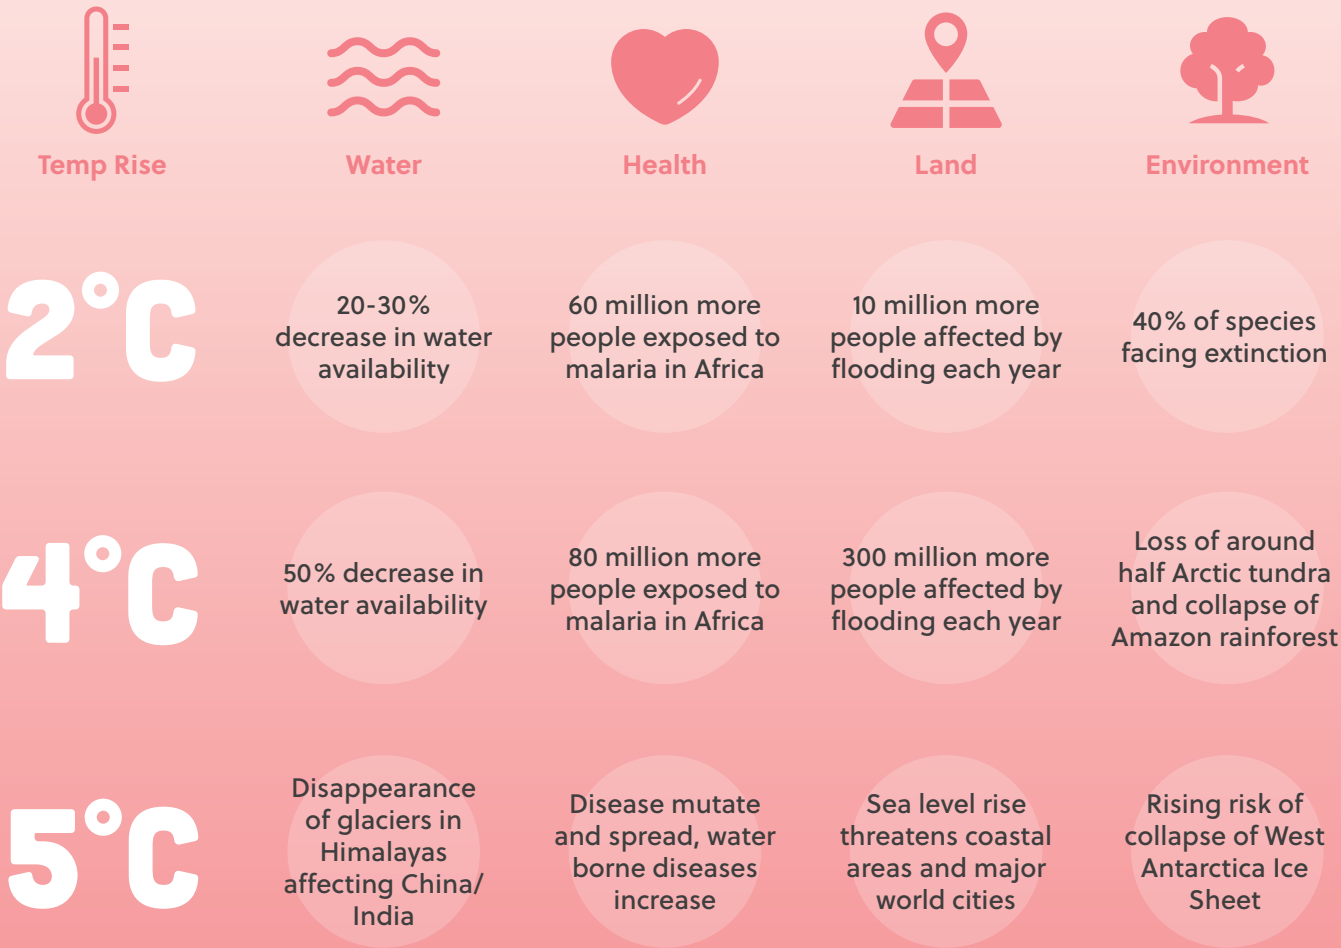 Temp Rise
Water
Health
Land
Environment
2°C
20-30%
decrease in water
availability
60 million more
people exposed to
malaria in Africa
10 million more
people affected by
flooding each year
40% of species
facing extinction
4°C
50% decrease in
water availability
80 million more
people exposed to
malaria in Africa
300 million more
people affected by
flooding each year
Loss of around
half Arctic tundra
and collapse of
Amazon rainforest
5°C
Disappearance
of glaciers in
Himalayas
affecting China/
India
Disease mutate
and spread, water
borne diseases
increase
Sea level rise
threatens coastal
areas and major
world cities
Rising risk of
collapse of West
Antarctica Ice
Sheet